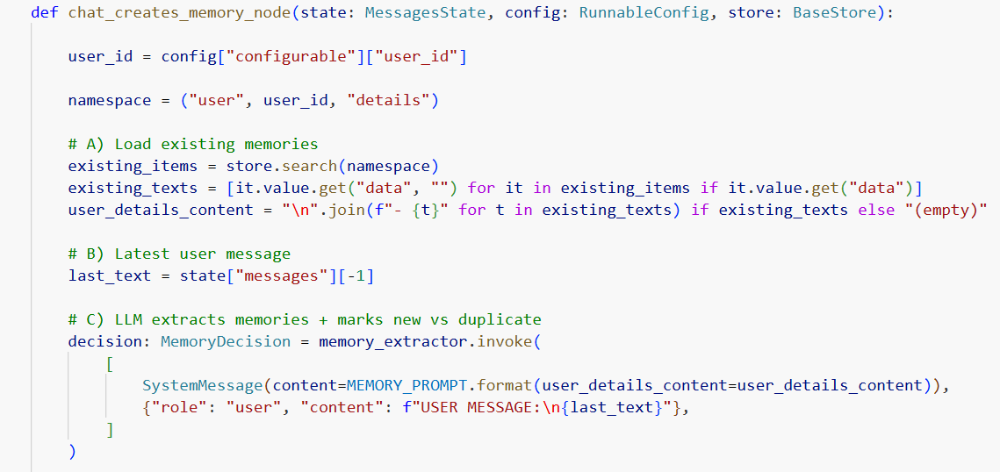 def chat_creates_memory_node(state: MessagesState, config: RunnableConfig, store: BaseStore):
user_id = config["configurable"]["user_id"]
namespace = ("user", user_id, "details")
# A) Load existing memories
existing_items = store.search(namespace)
existing_texts = [it.value.get("data", "") for it in existing_items if it.value.get("data")]
user_details_content = "\n".join(f"- {t}" for t in existing_texts) if existing_texts else "(empty)"
# B) Latest user message
last_text = state["messages"][-1]
# C) LLM extracts memories + marks new vs duplicate
decision: MemoryDecision = memory_extractor.invoke(
[
SystemMessage(content=MEMORY_PROMPT.format(user_details_content=user_details_content)),
{"role": "user", "content": f"USER MESSAGE:\n{last_text}"},
]
)